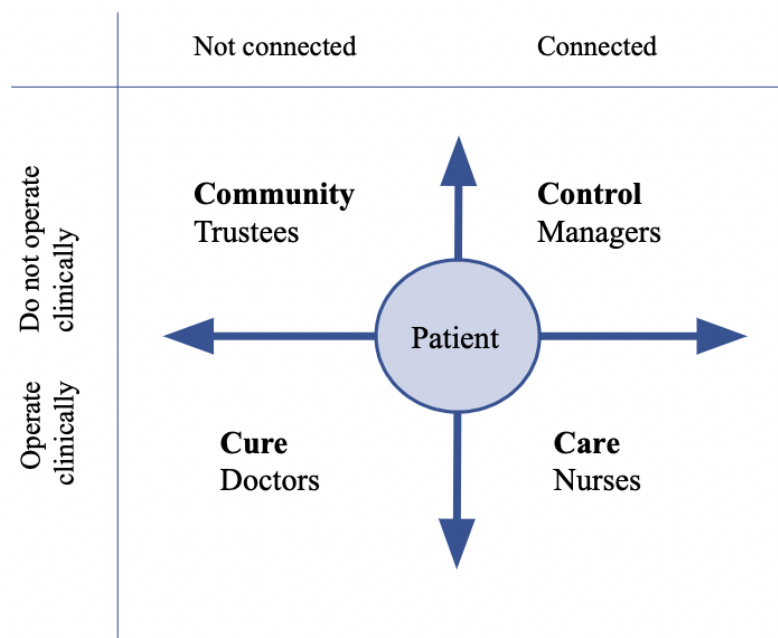 Not connected
Connected
Do not operate
clinically
Community
Trustees
Control
Managers
Patient
Operate
clinically
Cure
Doctors
Care
Nurses